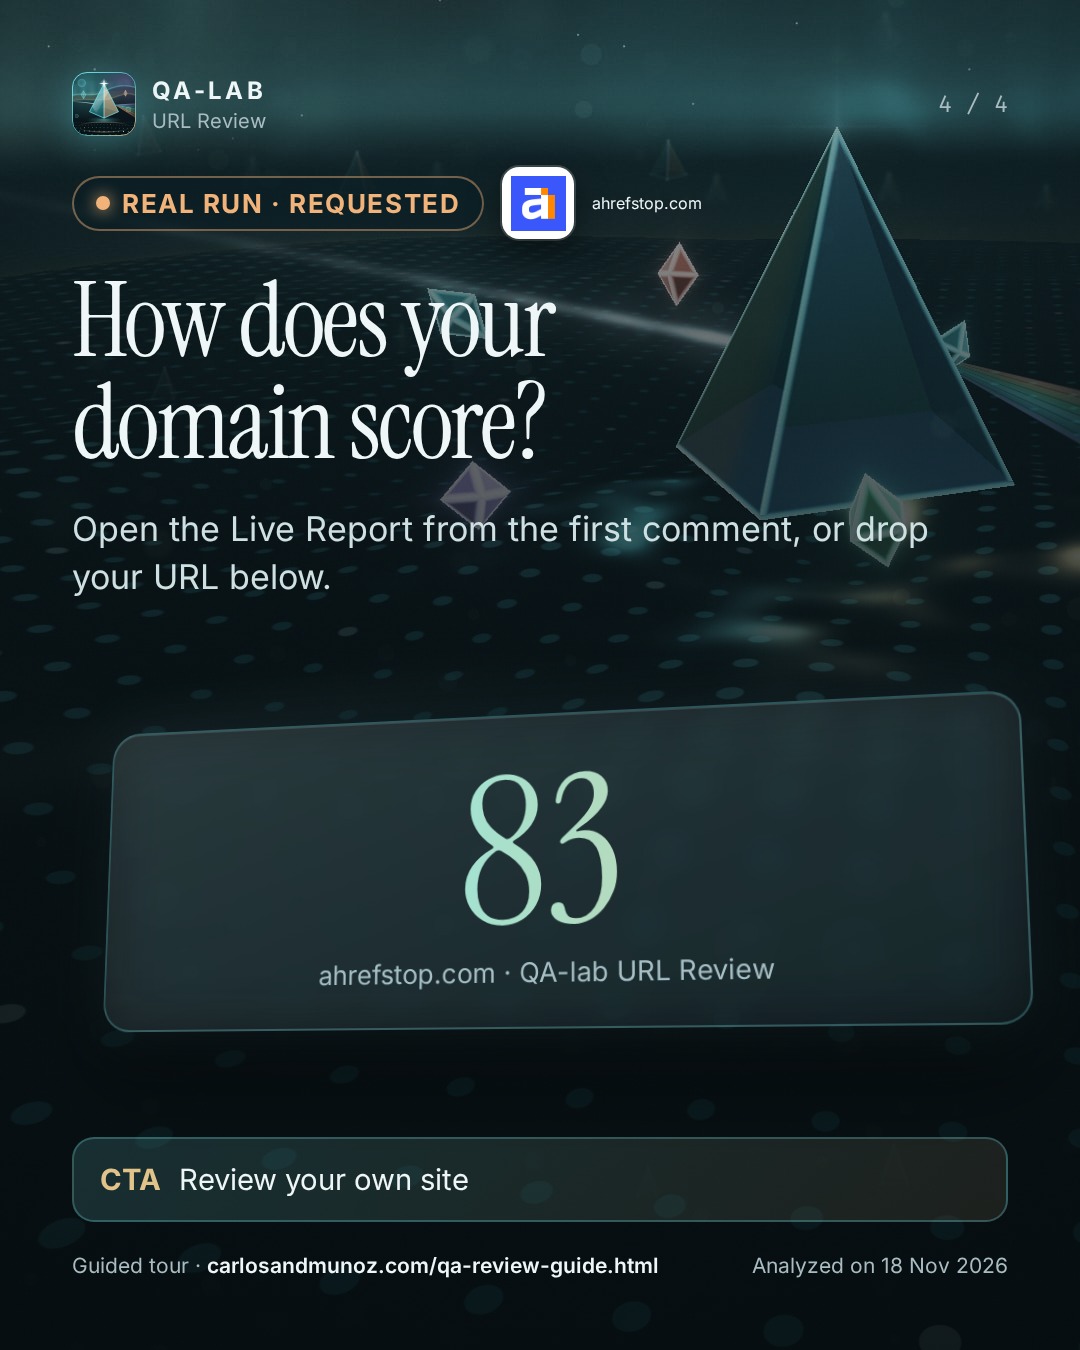 QA-LAB
URL Review
4 / 4
REAL RUN · REQUESTED
a
ahrefstop.com
How does your
domain score?
Open the Live Report from the first comment, or drop
your URL below.
83
ahrefstop.com · QA-lab URL Review
CTA Review your own site
Guided tour · carlosandmunoz.com/qa-review-guide.html
Analyzed on 18 Nov 2026